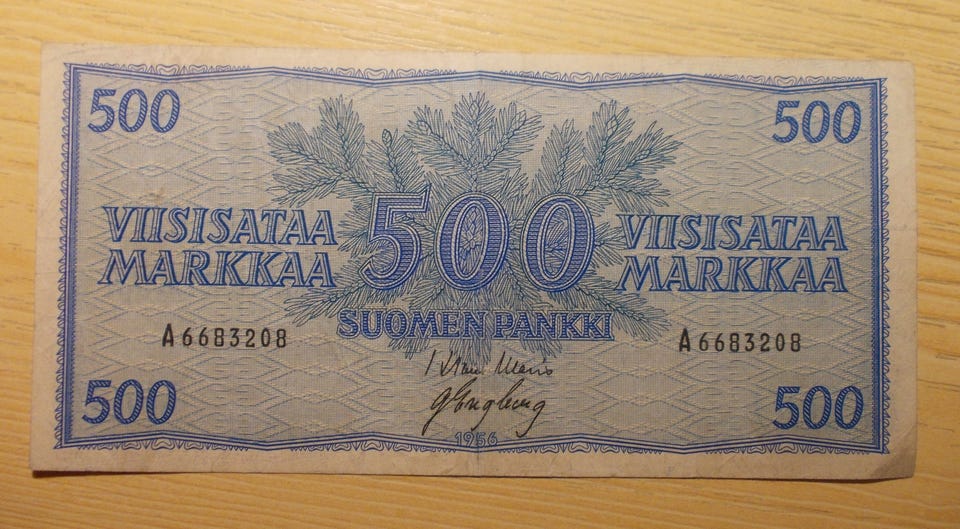 500 500
VIISISATAA 500 VIISISATAA
MARKKAA MARKKAA
SUOMEN PANKKI
A6683208 A6683208
500 500
1956